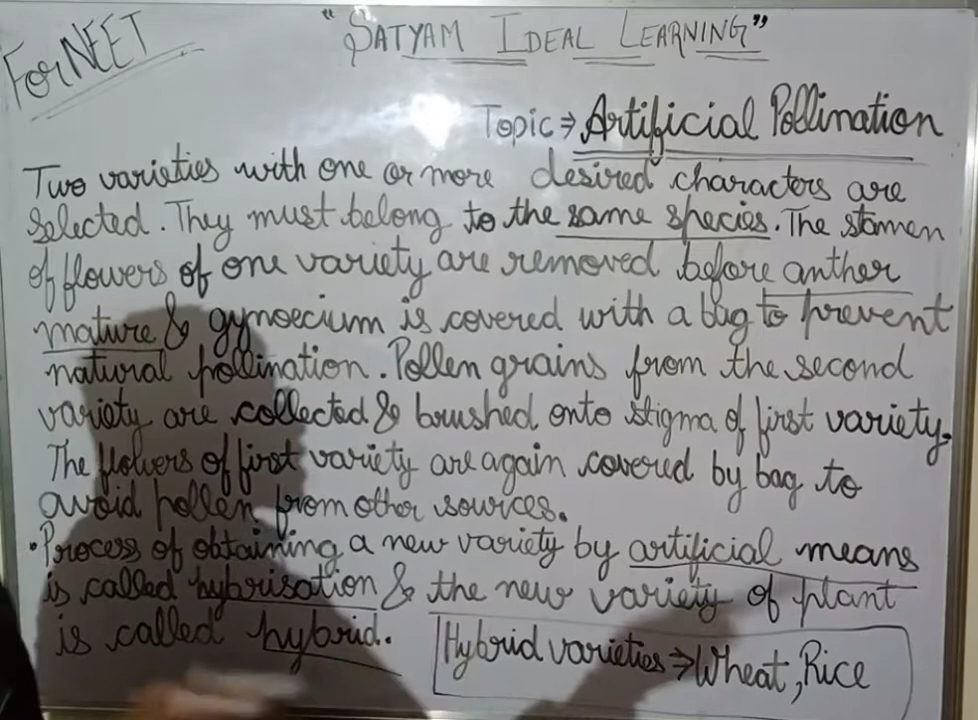 For NEET
"SATYAM IDEAL LEARNING"
Topic ⇒ Artificial Pollination
Two varieties with one or more desired characters are
selected. They must belong to the same species. The stamen
of flowers of one variety are removed before anther
mature & gynoecium is covered with a bag to prevent
natural pollination. Pollen grains from the second
variety are collected & brushed onto stigma of first variety.
The flowers of first variety are again covered by bag to
avoid pollen from other sources.
• Process of obtaining a new variety by artificial means
is called hybrisation & the new variety of plant
is called hybrid.
Hybrid varieties ⇒ Wheat, Rice